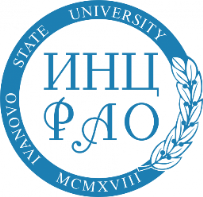 IVANOVO STATE UNIVERSITY
ИНЦ
РАО
MCMXVIII